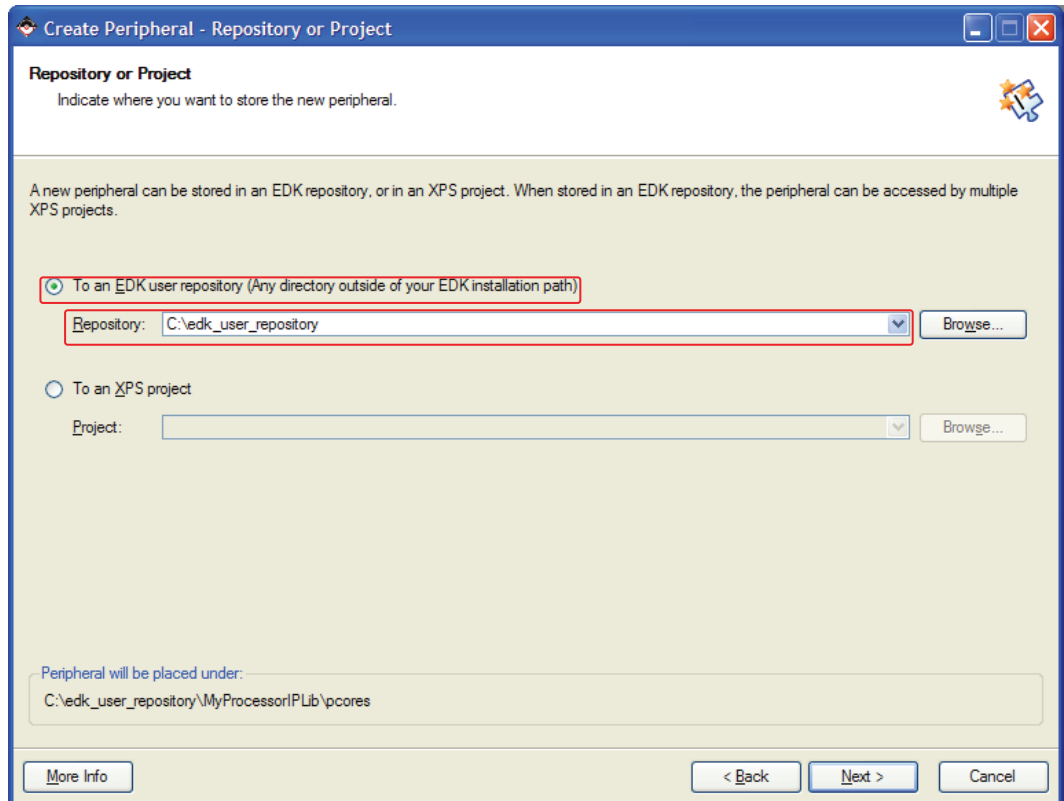 Create Peripheral - Repository or Project
Repository or Project
Indicate where you want to store the new peripheral.
A new peripheral can be stored in an EDK repository, or in an XPS project. When stored in an EDK repository, the peripheral can be accessed by multiple
XPS projects.
To an EDK user repository (Any directory outside of your EDK installation path)
Repository: C:\edk_user_repository Browse...
To an XPS project
Project: Browse...
Peripheral will be placed under:
C:\edk_user_repository\MyProcessorIPLib\pcores
More Info < Back Next > Cancel